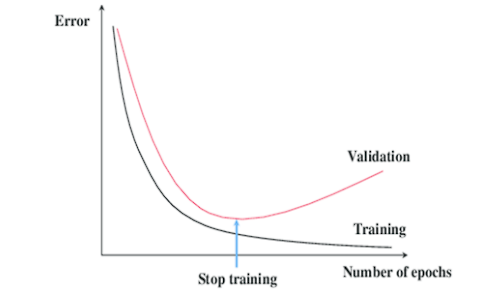 Error
Validation
Training
Number of epochs
Stop training